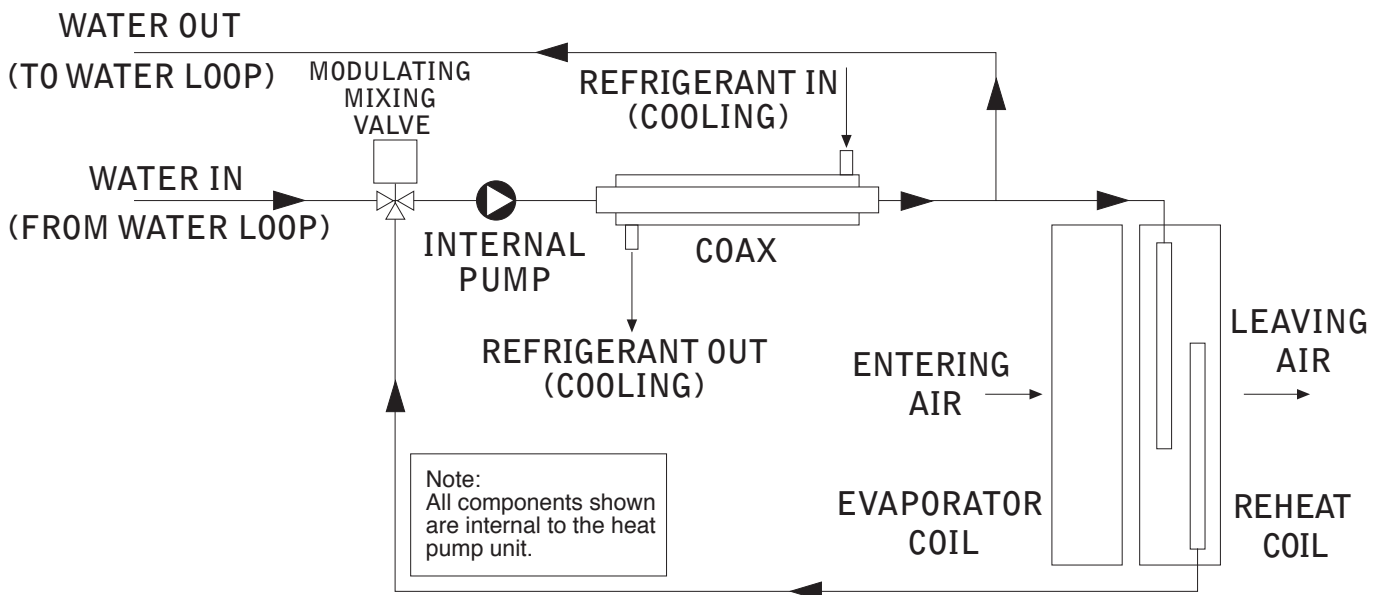 WATER OUT
(TO WATER LOOP)
MODULATING
MIXING
VALVE
REFRIGERANT IN
(COOLING)
WATER IN
(FROM WATER LOOP)
INTERNAL
PUMP
COAX
REFRIGERANT OUT
(COOLING)
ENTERING
AIR
LEAVING
AIR
Note:
All components shown
are internal to the heat
pump unit.
EVAPORATOR
COIL
REHEAT
COIL